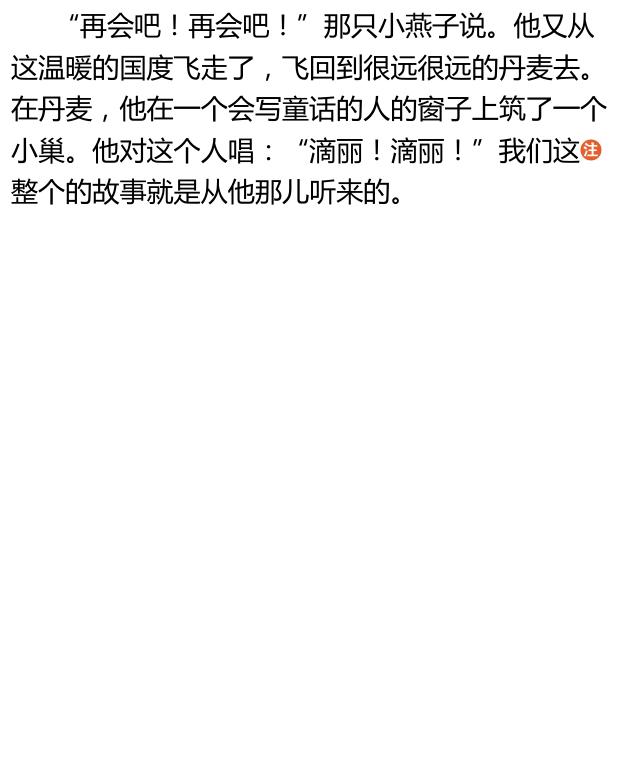 “再会吧！再会吧！”那只小燕子说。他又从
这温暖的国度飞走了，飞回到很远很远的丹麦去。
在丹麦，他在一个会写童话的人的窗子上筑了一个
小巢。他对这个人唱：“滴丽！滴丽！”我们这注
整个的故事就是从他那儿听来的。